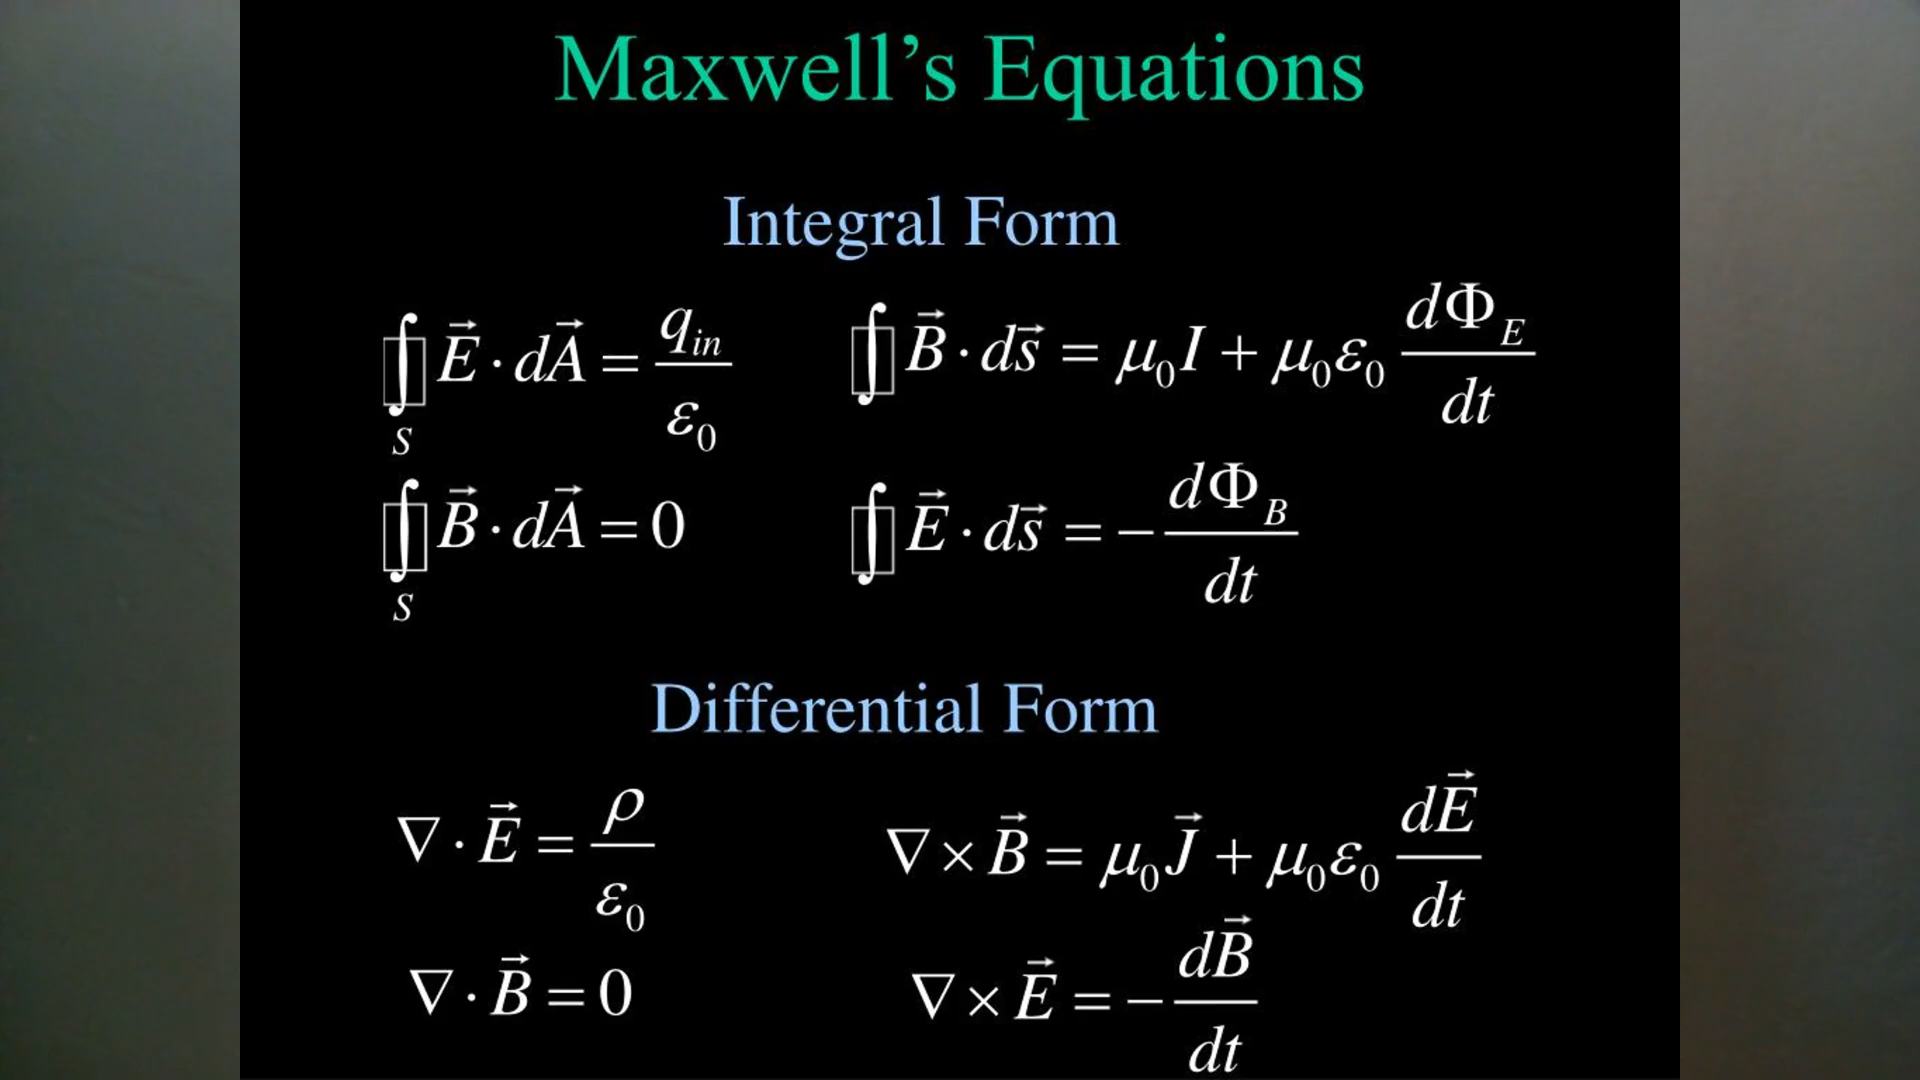 Maxwell's Equations
Integral Form
∮_S E⃗ · dA⃗ = q_in / ε₀
∮ B⃗ · ds⃗ = μ₀I + μ₀ε₀ dΦ_E / dt
∮_S B⃗ · dA⃗ = 0
∮ E⃗ · ds⃗ = − dΦ_B / dt
Differential Form
∇ · E⃗ = ρ / ε₀
∇ × B⃗ = μ₀J⃗ + μ₀ε₀ dE⃗ / dt
∇ · B⃗ = 0
∇ × E⃗ = − dB⃗ / dt